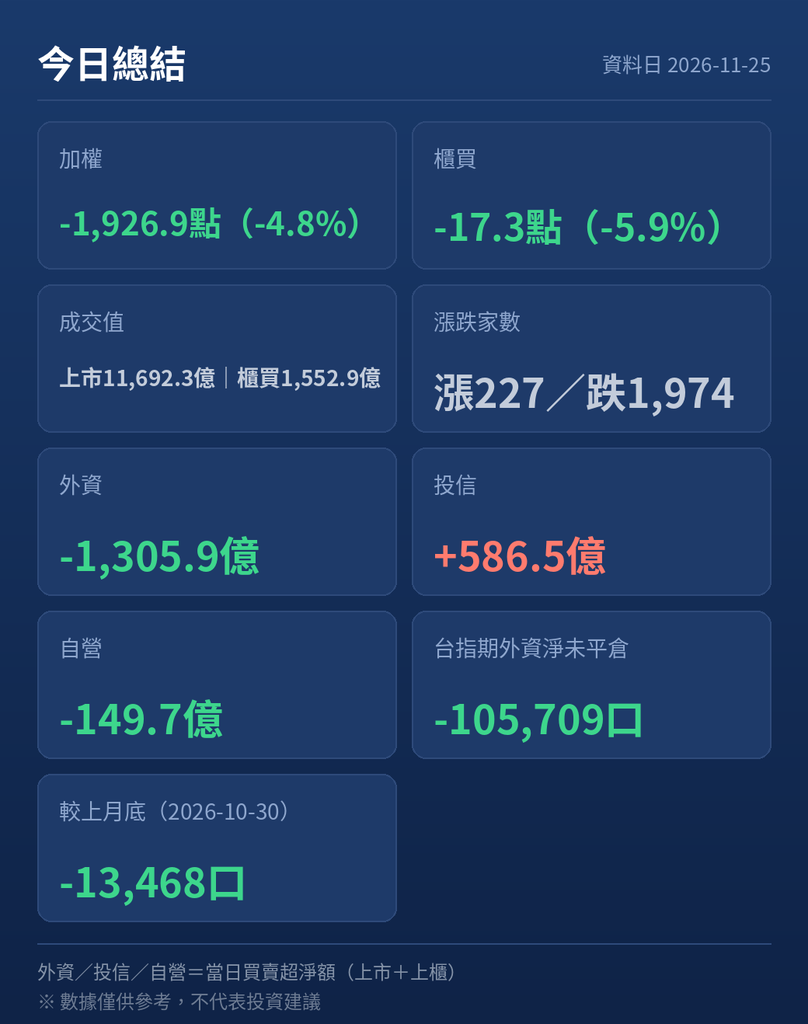 今日總結
資料日 2026-11-25
加權
-1,926.9點（-4.8%）
櫃買
-17.3點（-5.9%）
成交值
上市11,692.3億｜櫃買1,552.9億
漲跌家數
漲227／跌1,974
外資
-1,305.9億
投信
+586.5億
自營
-149.7億
台指期外資淨未平倉
-105,709口
較上月底（2026-10-30）
-13,468口
外資／投信／自營＝當日買賣超淨額（上市＋上櫃）
※ 數據僅供參考，不代表投資建議